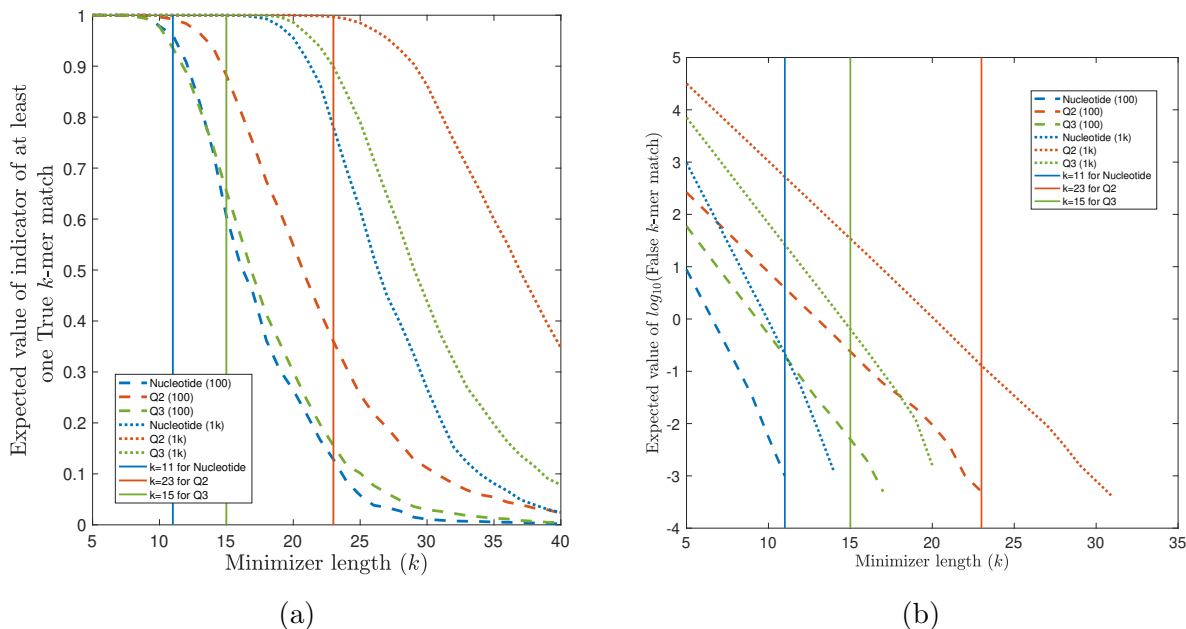 Expected value of indicator of at least
one True k-mer match
1
0.9
0.8
0.7
0.6
0.5
0.4
0.3
0.2
0.1
0
Nucleotide (100)
Q2 (100)
Q3 (100)
Nucleotide (1k)
Q2 (1k)
Q3 (1k)
k=11 for Nucleotide
k=23 for Q2
k=15 for Q3
5 10 15 20 25 30 35 40
Minimizer length (k)
(a)
Expected value of log10(False k-mer match)
5
4
3
2
1
0
-1
-2
-3
-4
Nucleotide (100)
Q2 (100)
Q3 (100)
Nucleotide (1k)
Q2 (1k)
Q3 (1k)
k=11 for Nucleotide
k=23 for Q2
k=15 for Q3
5 10 15 20 25 30 35
Minimizer length (k)
(b)